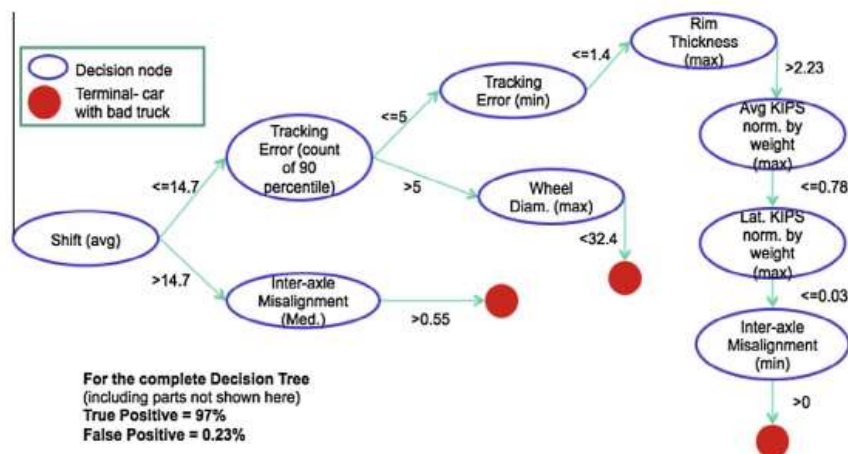 Decision node
Terminal- car
with bad truck
Shift (avg)
<=14.7
>14.7
Tracking
Error (count
of 90
percentile)
<=5
>5
Inter-axle
Misalignment
(Med.)
>0.55
Tracking
Error (min)
<=1.4
Wheel
Diam. (max)
<32.4
Rim
Thickness
(max)
>2.23
Avg KIPS
norm. by
weight
(max)
<=0.78
Lat. KIPS
norm. by
weight
(max)
<=0.03
Inter-axle
Misalignment
(min)
>0
For the complete Decision Tree
(including parts not shown here)
True Positive = 97%
False Positive = 0.23%